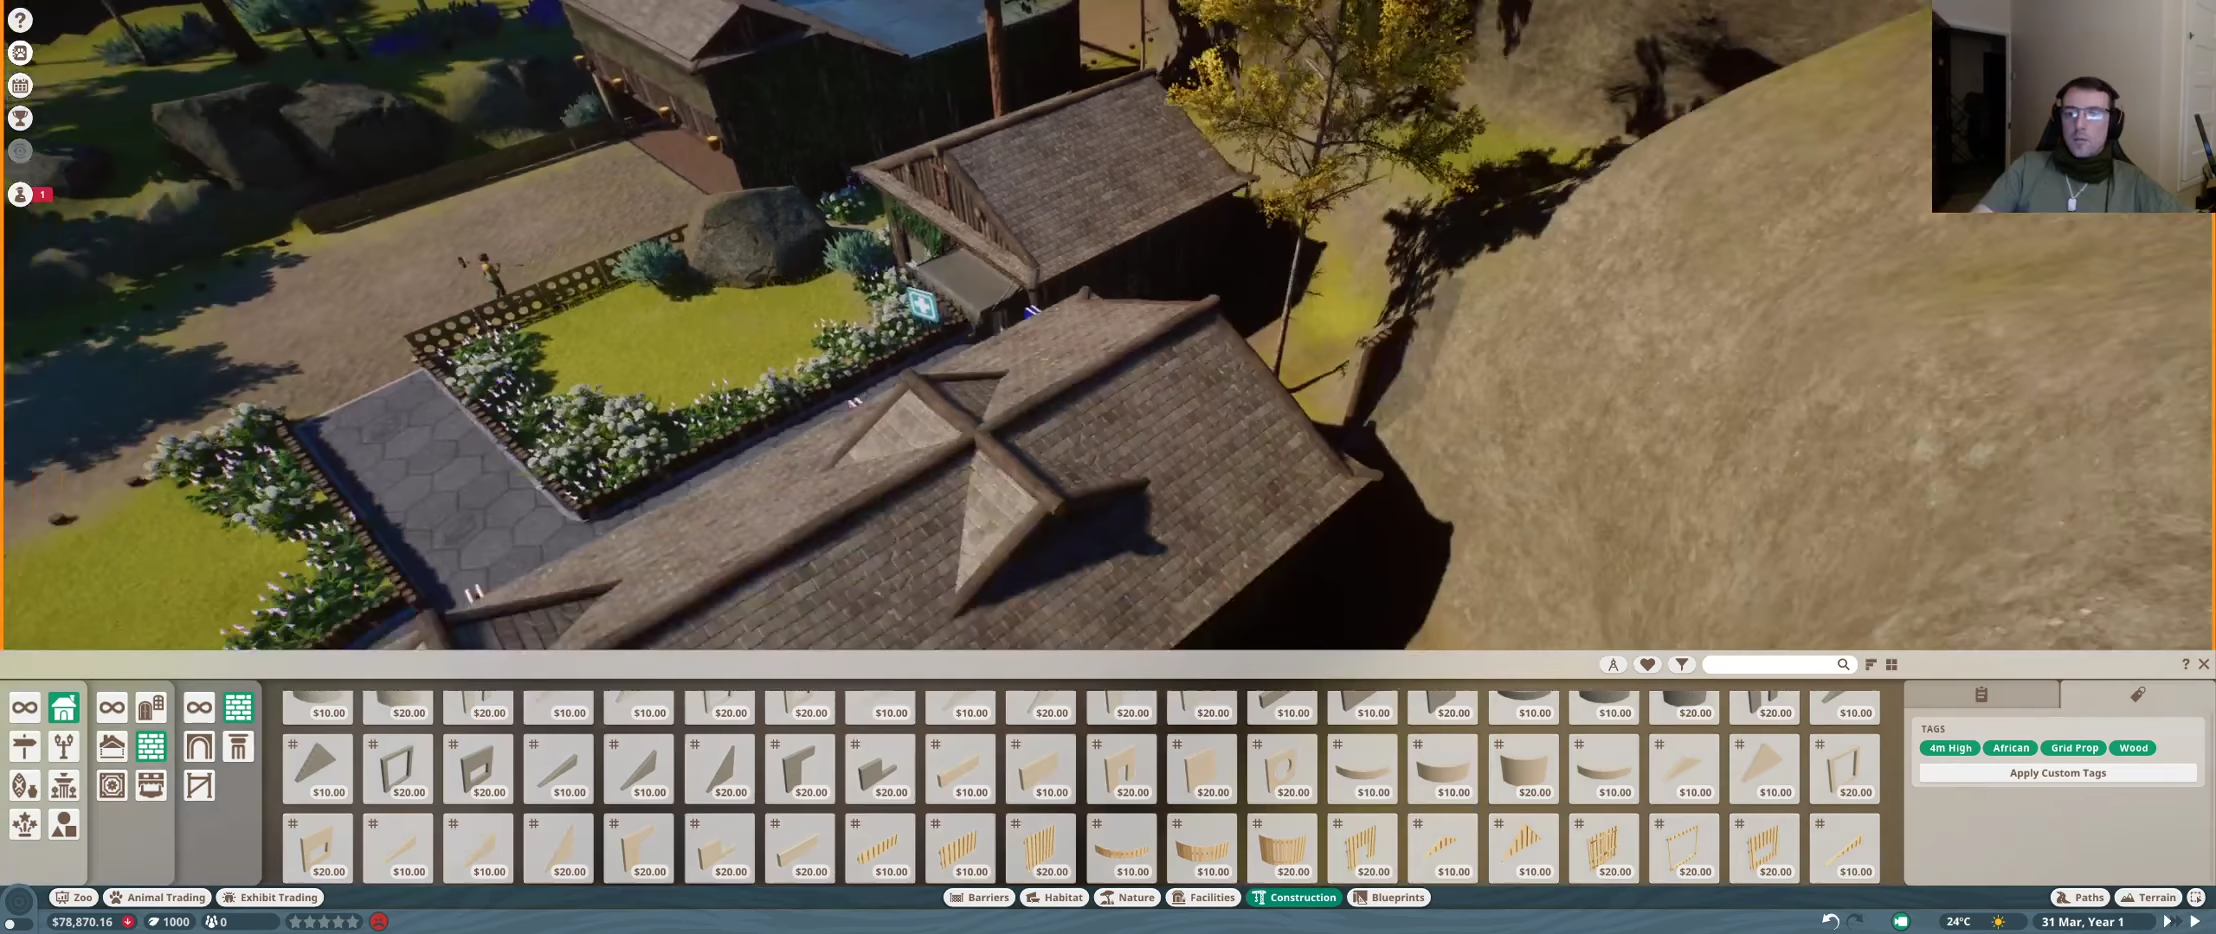 ?
1
?
$10.00 $20.00 $20.00 $10.00 $10.00 $20.00 $20.00 $10.00 $10.00 $20.00 $20.00 $20.00 $10.00 $10.00 $20.00 $10.00 $10.00 $20.00 $20.00 $10.00
$10.00 $20.00 $20.00 $10.00 $10.00 $20.00 $20.00 $20.00 $10.00 $10.00 $20.00 $20.00 $20.00 $10.00 $10.00 $20.00 $10.00 $10.00 $10.00 $20.00
$20.00 $10.00 $10.00 $20.00 $20.00 $20.00 $20.00 $10.00 $10.00 $20.00 $10.00 $10.00 $20.00 $20.00 $10.00 $10.00 $20.00 $20.00 $20.00 $10.00
TAGS
4m High African Grid Prop Wood
Apply Custom Tags
Zoo Animal Trading Exhibit Trading Barriers Habitat Nature Facilities Construction Blueprints Paths Terrain
$78,870.16 1000 0 24°C 31 Mar, Year 1